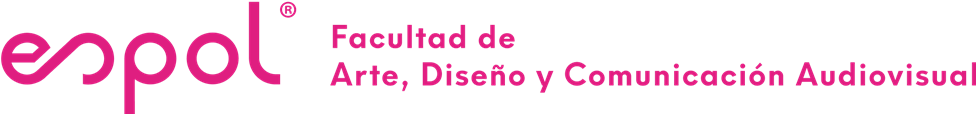 espol®
Facultad de
Arte, Diseño y Comunicación Audiovisual